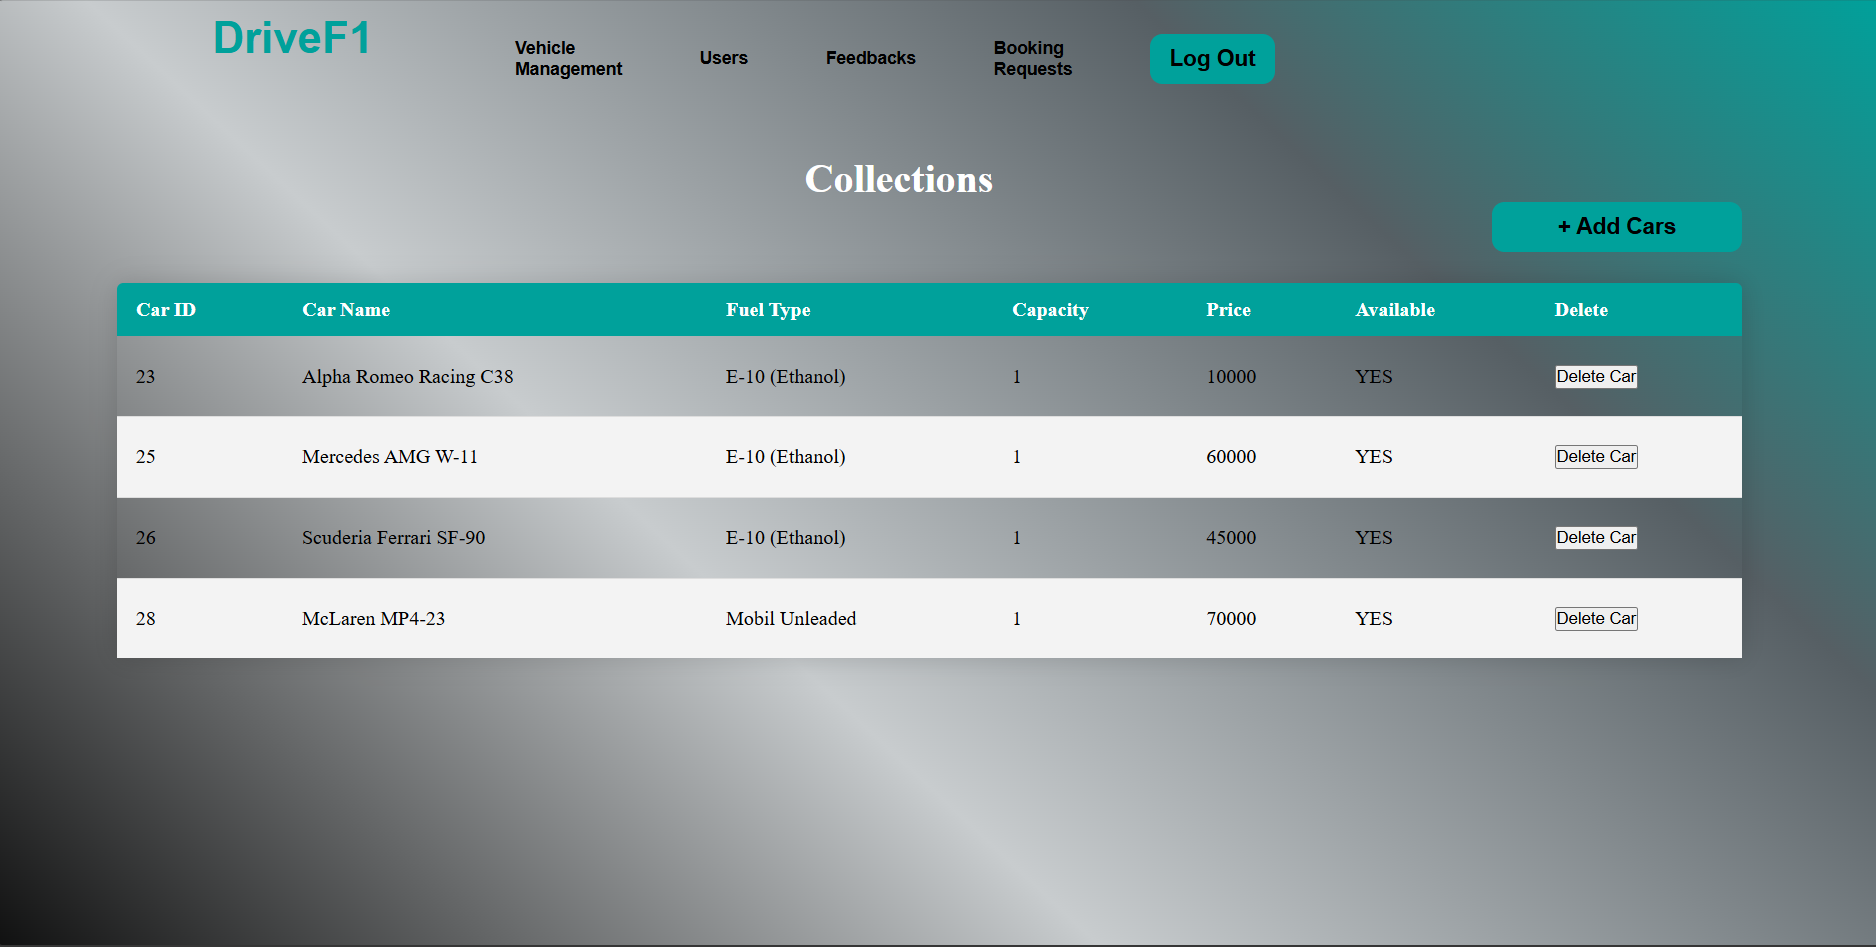 DriveF1
Vehicle
Management
Users
Feedbacks
Booking
Requests
Log Out
Collections
+ Add Cars
Car ID Car Name Fuel Type Capacity Price Available Delete
23 Alpha Romeo Racing C38 E-10 (Ethanol) 1 10000 YES Delete Car
25 Mercedes AMG W-11 E-10 (Ethanol) 1 60000 YES Delete Car
26 Scuderia Ferrari SF-90 E-10 (Ethanol) 1 45000 YES Delete Car
28 McLaren MP4-23 Mobil Unleaded 1 70000 YES Delete Car